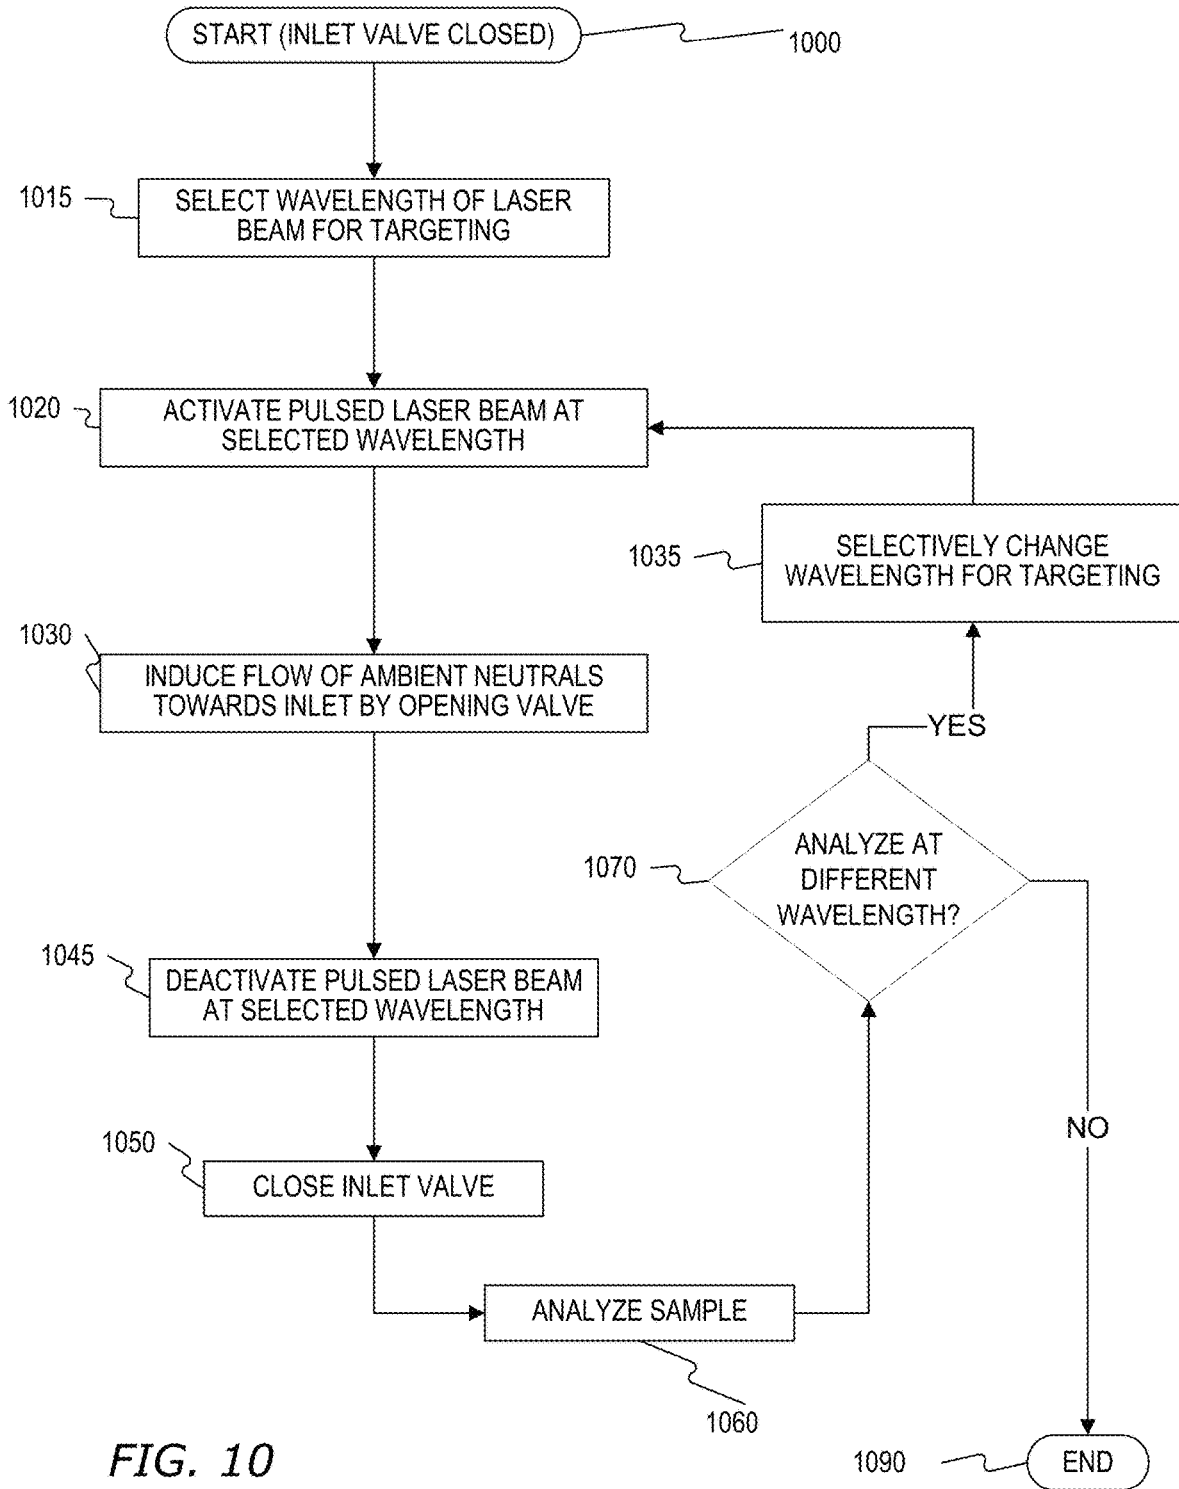 START (INLET VALVE CLOSED)
1000
1015
SELECT WAVELENGTH OF LASER
BEAM FOR TARGETING
1020
ACTIVATE PULSED LASER BEAM AT
SELECTED WAVELENGTH
1035
SELECTIVELY CHANGE
WAVELENGTH FOR TARGETING
1030
INDUCE FLOW OF AMBIENT NEUTRALS
TOWARDS INLET BY OPENING VALVE
YES
1070
ANALYZE AT
DIFFERENT
WAVELENGTH?
1045
DEACTIVATE PULSED LASER BEAM
AT SELECTED WAVELENGTH
NO
1050
CLOSE INLET VALVE
ANALYZE SAMPLE
1060
FIG. 10
1090
END